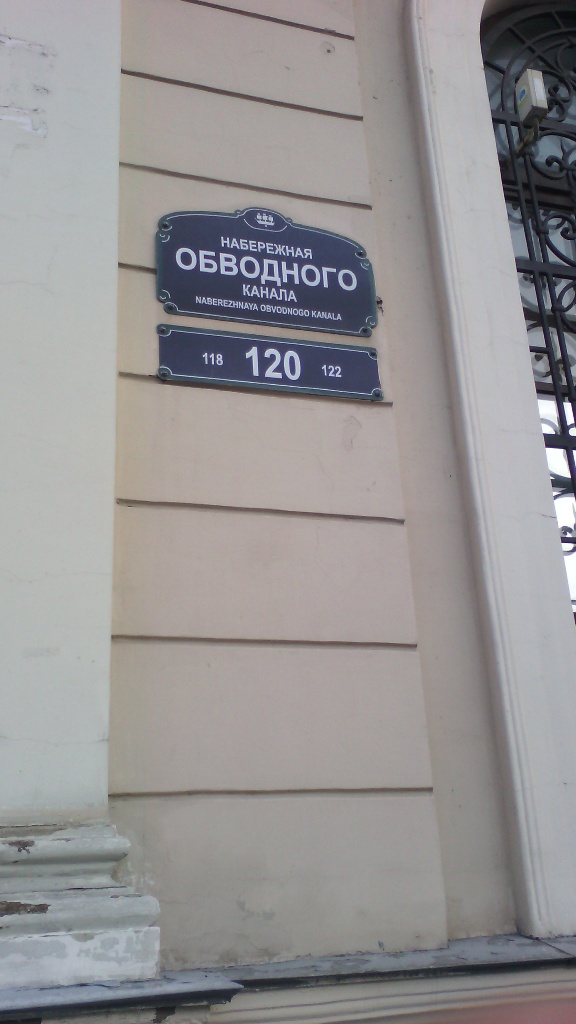 НАБЕРЕЖНАЯ
ОБВОДНОГО
КАНАЛА
NABEREZHNAYA OBVODNOGO KANALA
118 120 122